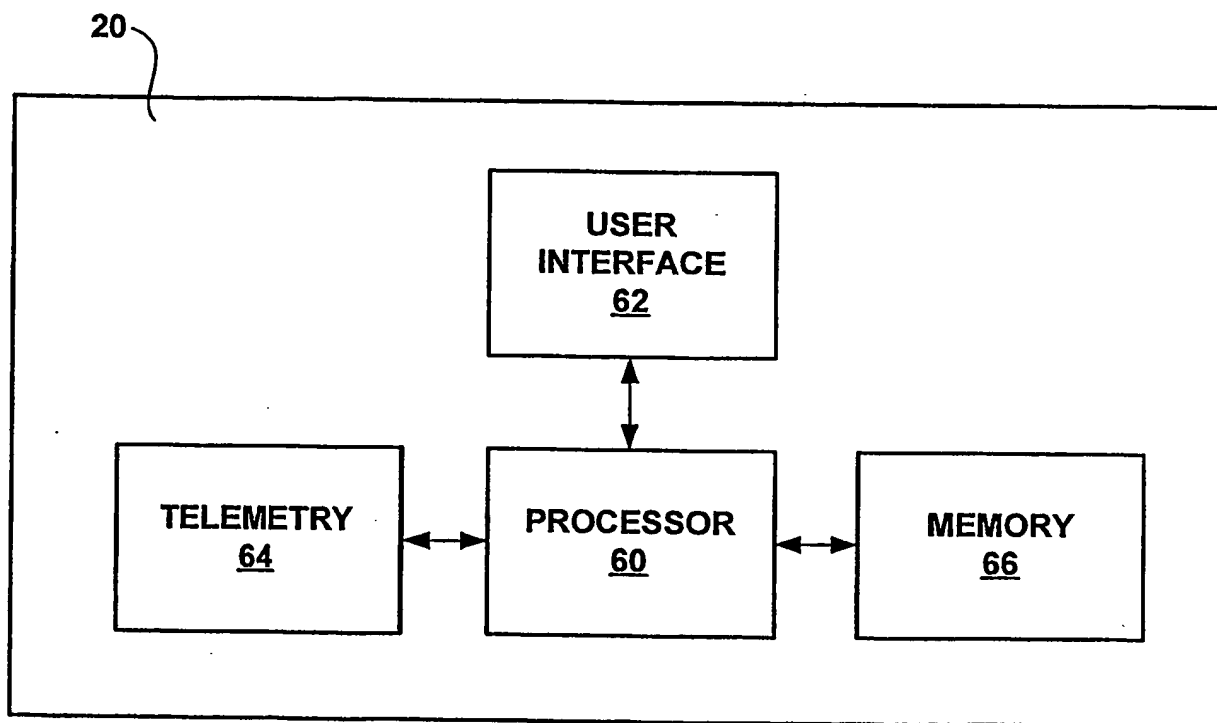 20
USER
INTERFACE
62
TELEMETRY
64
PROCESSOR
60
MEMORY
66